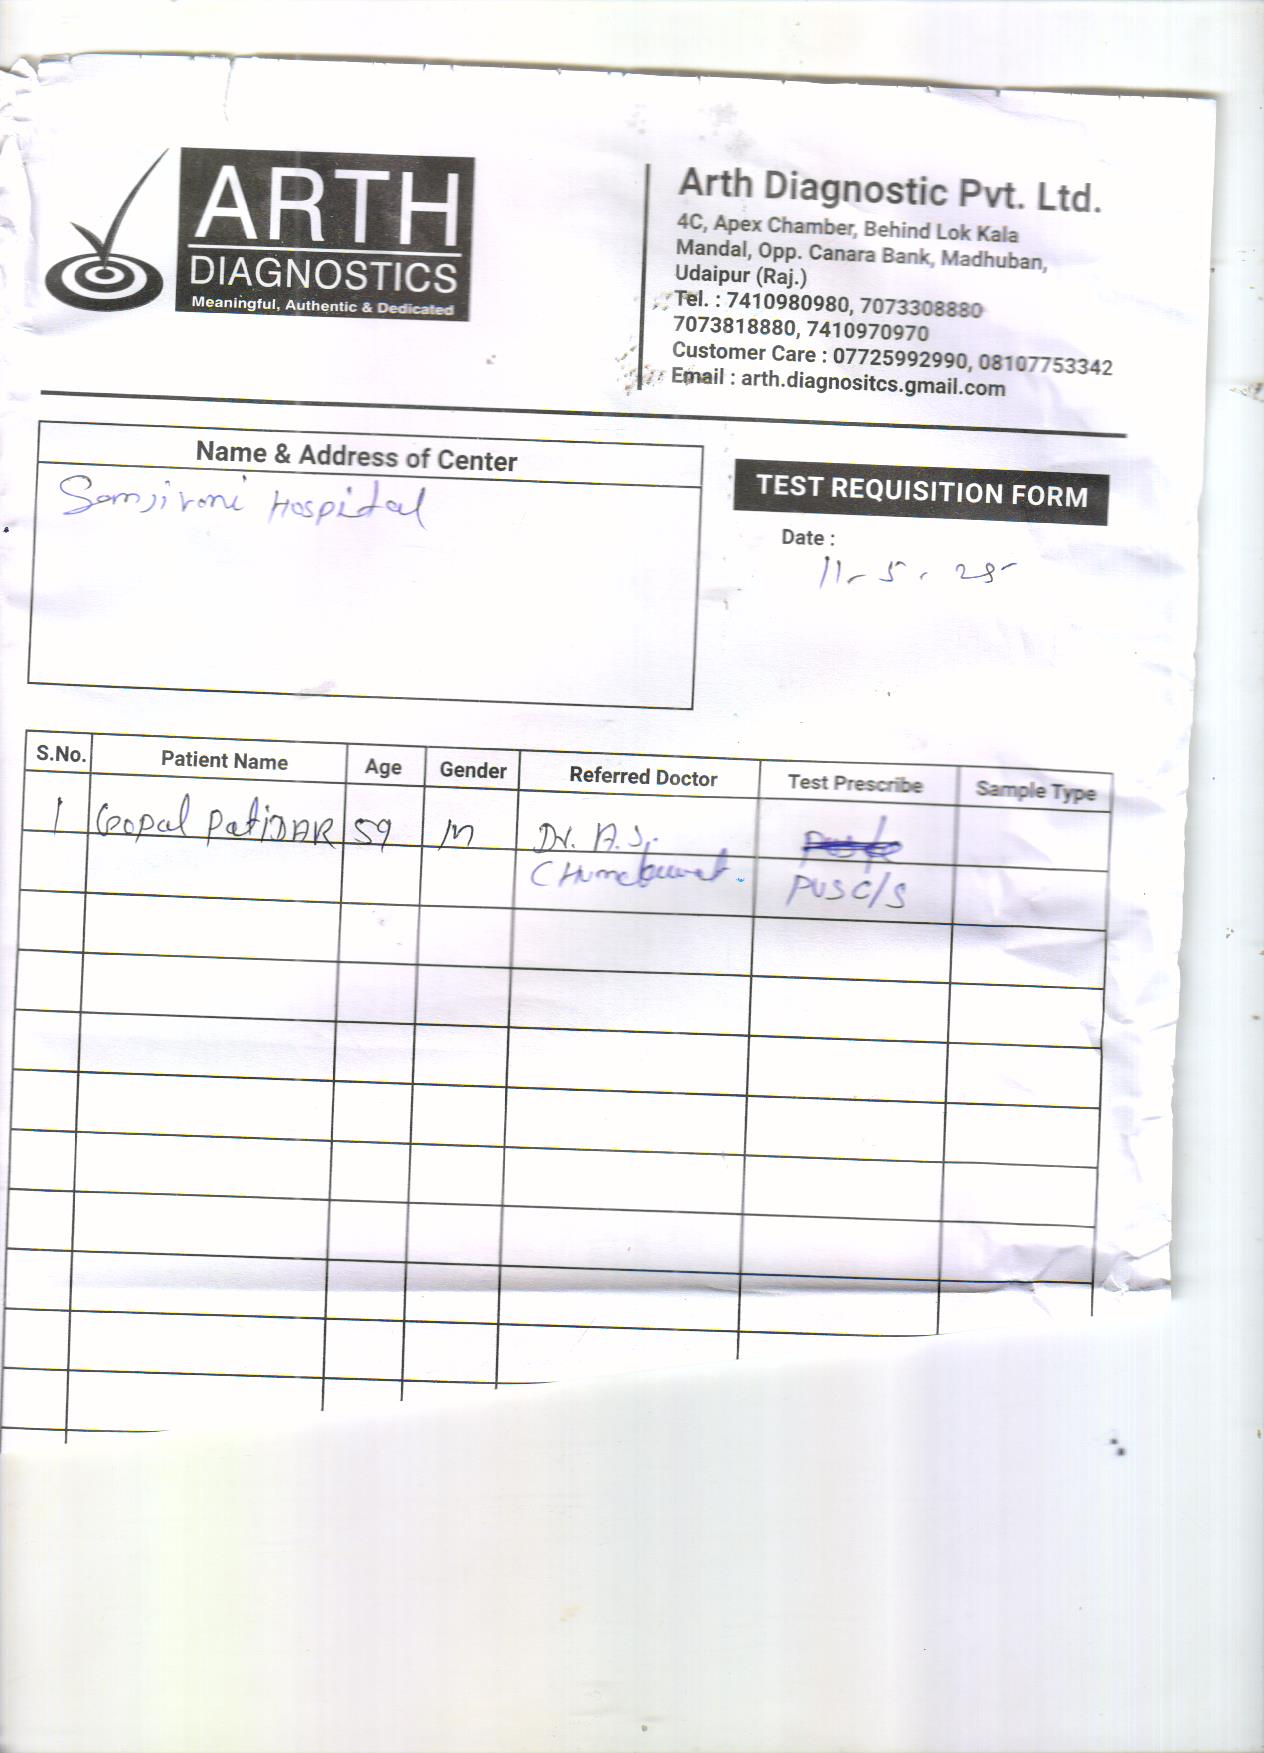 ARTH
DIAGNOSTICS
Meaningful, Authentic & Dedicated
Arth Diagnostic Pvt. Ltd.
4C, Apex Chamber, Behind Lok Kala
Mandal, Opp. Canara Bank, Madhuban,
Udaipur (Raj.)
Tel. : 7410980980, 7073308880
7073818880, 7410970970
Customer Care : 07725992990, 08107753342
Email : arth.diagnositcs.gmail.com
Name & Address of Center
Sanjivani Hospital
TEST REQUISITION FORM
Date :
11-5-25
S.No. Patient Name Age Gender Referred Doctor Test Prescribe Sample Type
1 Gopal PatiDAR 59 M Dr. A.S.
PUS C/S